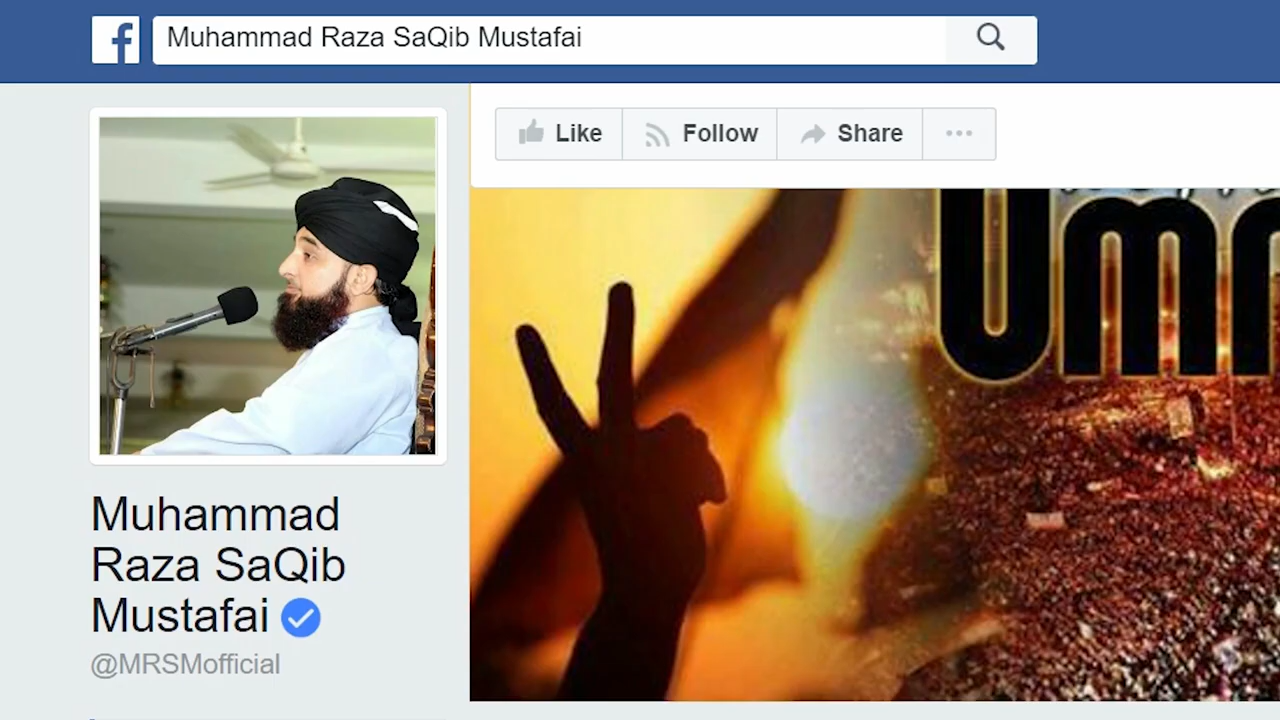 f Muhammad Raza SaQib Mustafai
Like Follow Share
Muhammad
Raza SaQib
Mustafai
@MRSMofficial